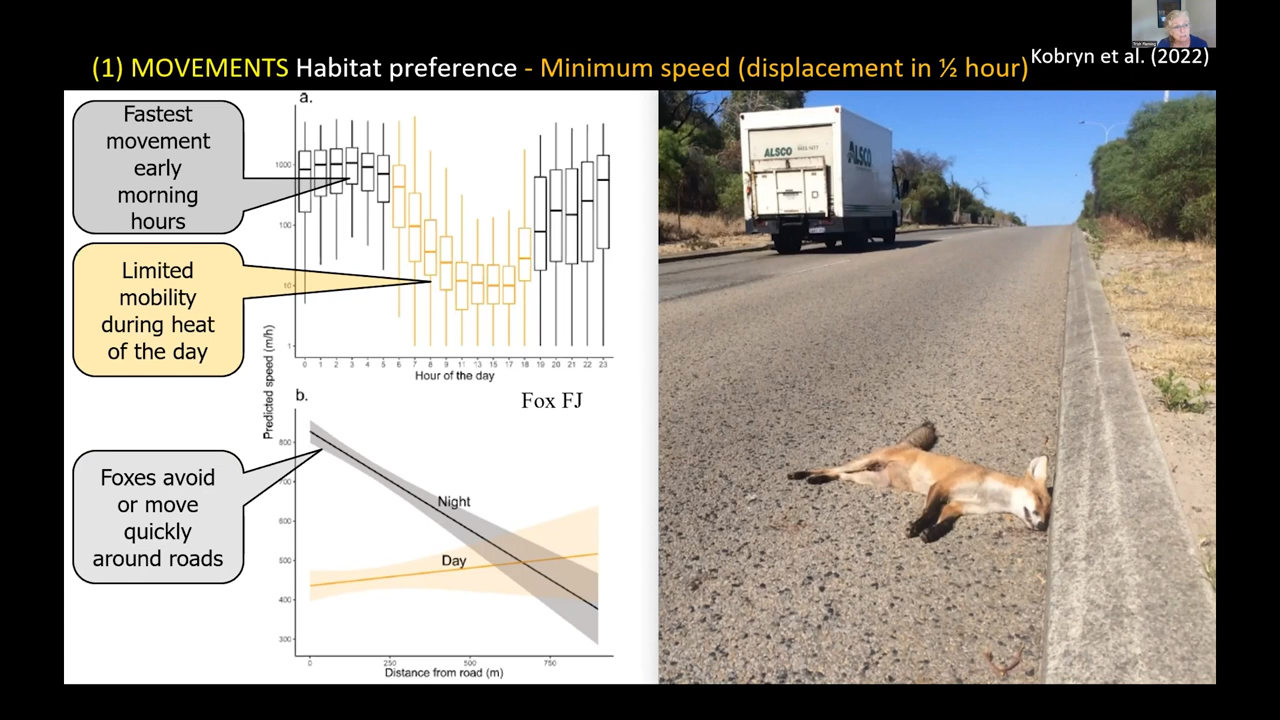 (1) MOVEMENTS Habitat preference - Minimum speed (displacement in ½ hour)
Kobryn et al. (2022)
Fastest
movement
early
morning
hours
Limited
mobility
during heat
of the day
Foxes avoid
or move
quickly
around roads
a.
1000
100
10
1
0 1 2 3 4 5 6 7 8 9 11 13 15 17 18 19 20 21 22 23
Hour of the day
Predicted speed (m/h)
b.
Fox FJ
800
700
600
500
400
300
Night
Day
0 250 500 750
Distance from road (m)
ALSCO
ALSCO